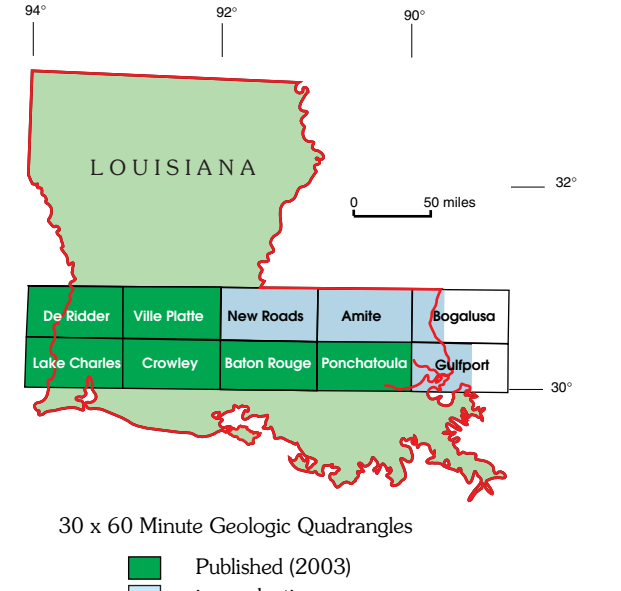 94°
92°
90°
LOUISIANA
32°
0 50 miles
De Ridder Ville Platte New Roads Amite Bogalusa
Lake Charles Crowley Baton Rouge Ponchatoula Gulfport
30°
30 x 60 Minute Geologic Quadrangles
Published (2003)